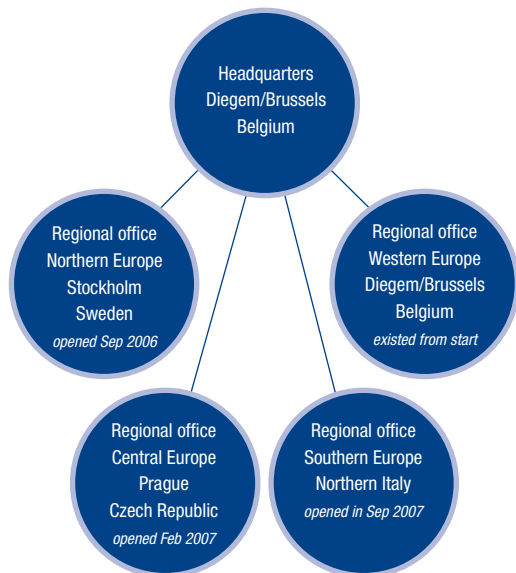 Headquarters
Diegem/Brussels
Belgium
Regional office
Northern Europe
Stockholm
Sweden
opened Sep 2006
Regional office
Western Europe
Diegem/Brussels
Belgium
existed from start
Regional office
Central Europe
Prague
Czech Republic
opened Feb 2007
Regional office
Southern Europe
Northern Italy
opened in Sep 2007